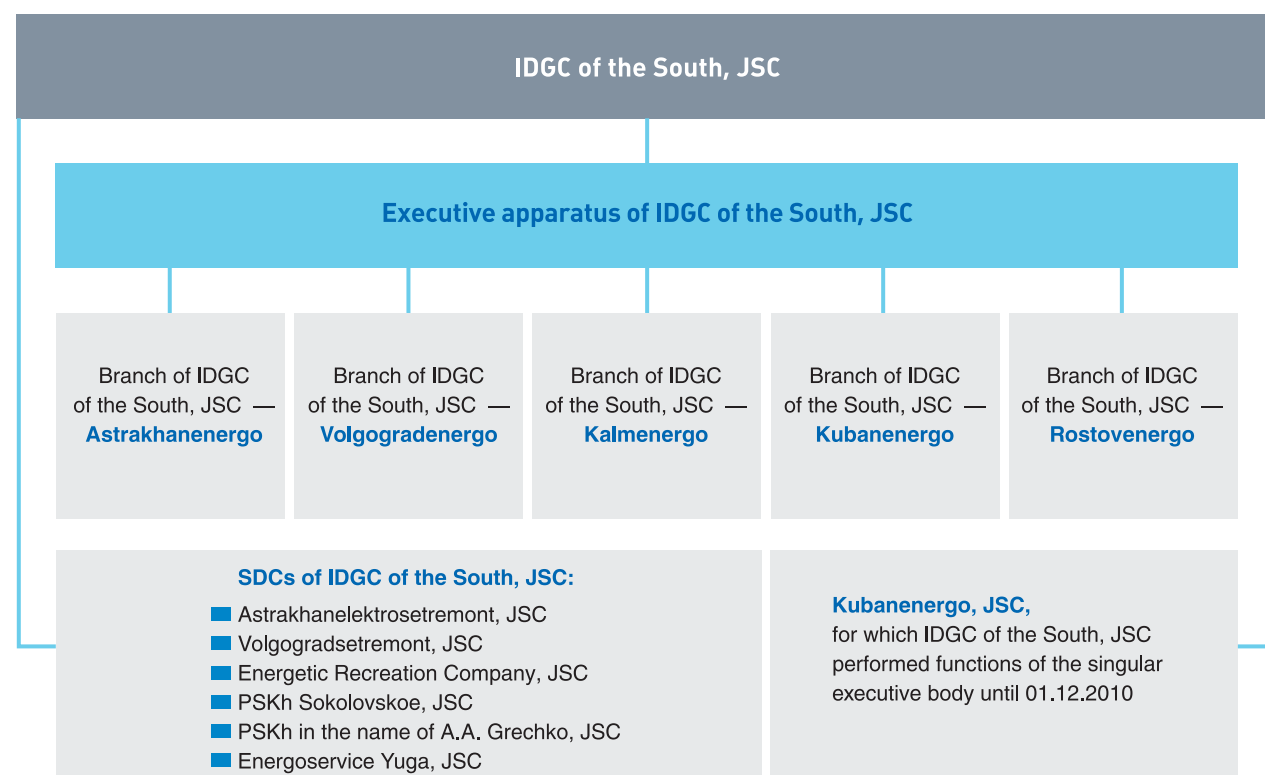 IDGC of the South, JSC
Executive apparatus of IDGC of the South, JSC
Branch of IDGC
of the South, JSC —
Astrakhanenergo
Branch of IDGC
of the South, JSC —
Volgogradenergo
Branch of IDGC
of the South, JSC —
Kalmenergo
Branch of IDGC
of the South, JSC —
Kubanenergo
Branch of IDGC
of the South, JSC —
Rostovenergo
SDCs of IDGC of the South, JSC:
Astrakhanelektrosetremont, JSC
Volgogradsetremont, JSC
Energetic Recreation Company, JSC
PSKh Sokolovskoe, JSC
PSKh in the name of A.A. Grechko, JSC
Energoservice Yuga, JSC
Kubanenergo, JSC,
for which IDGC of the South, JSC
performed functions of the singular
executive body until 01.12.2010